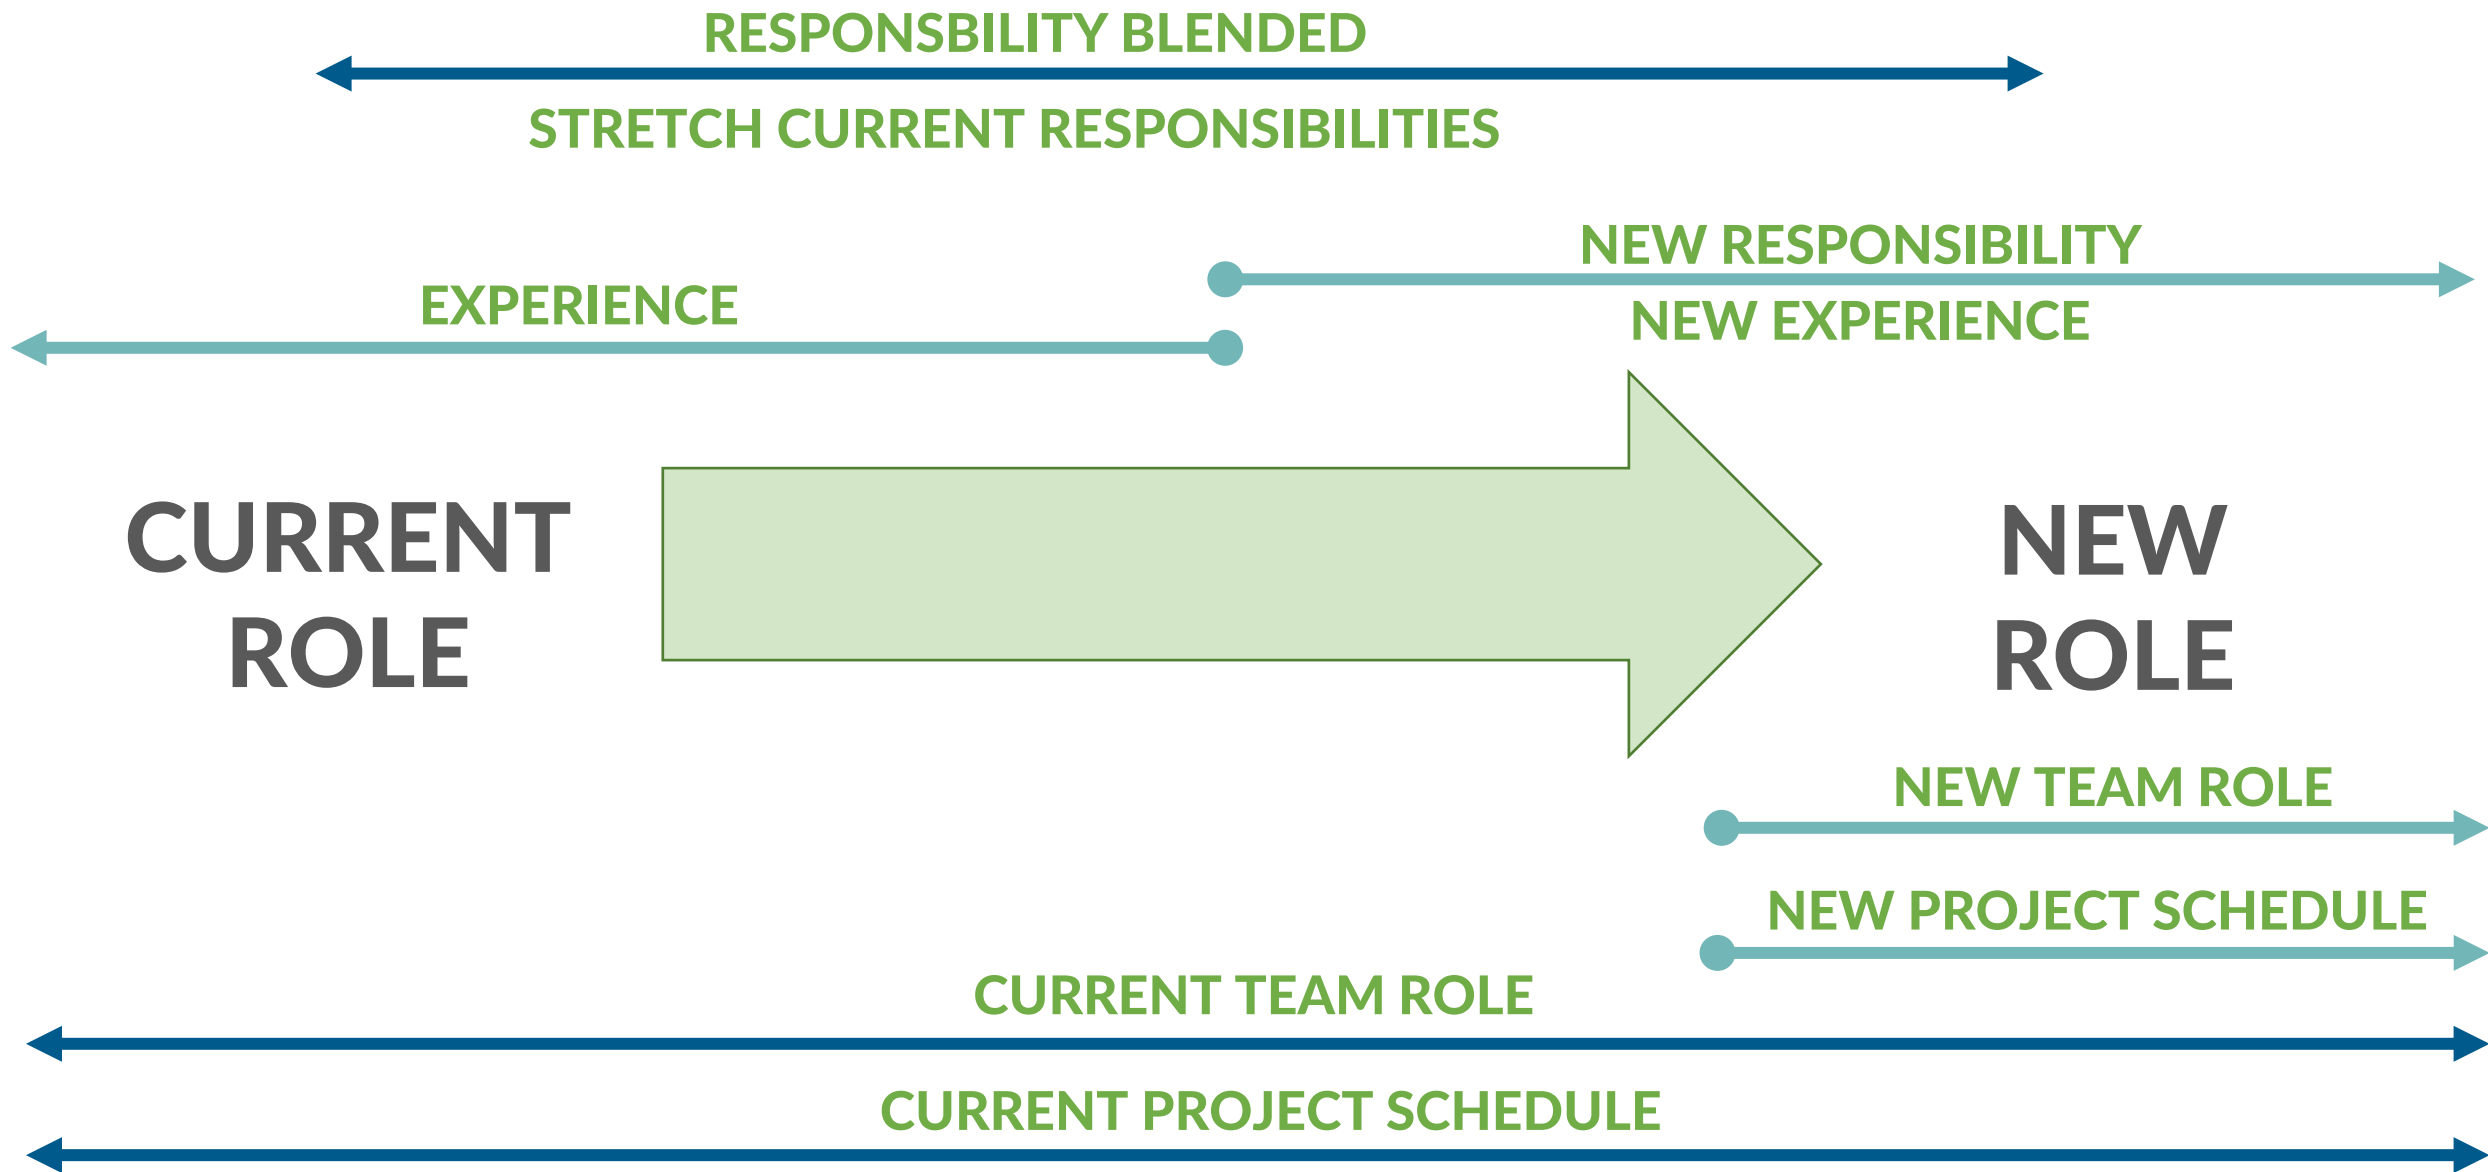 RESPONSBILITY BLENDED
STRETCH CURRENT RESPONSIBILITIES
NEW RESPONSIBILITY
EXPERIENCE
NEW EXPERIENCE
CURRENT
ROLE
NEW
ROLE
NEW TEAM ROLE
NEW PROJECT SCHEDULE
CURRENT TEAM ROLE
CURRENT PROJECT SCHEDULE